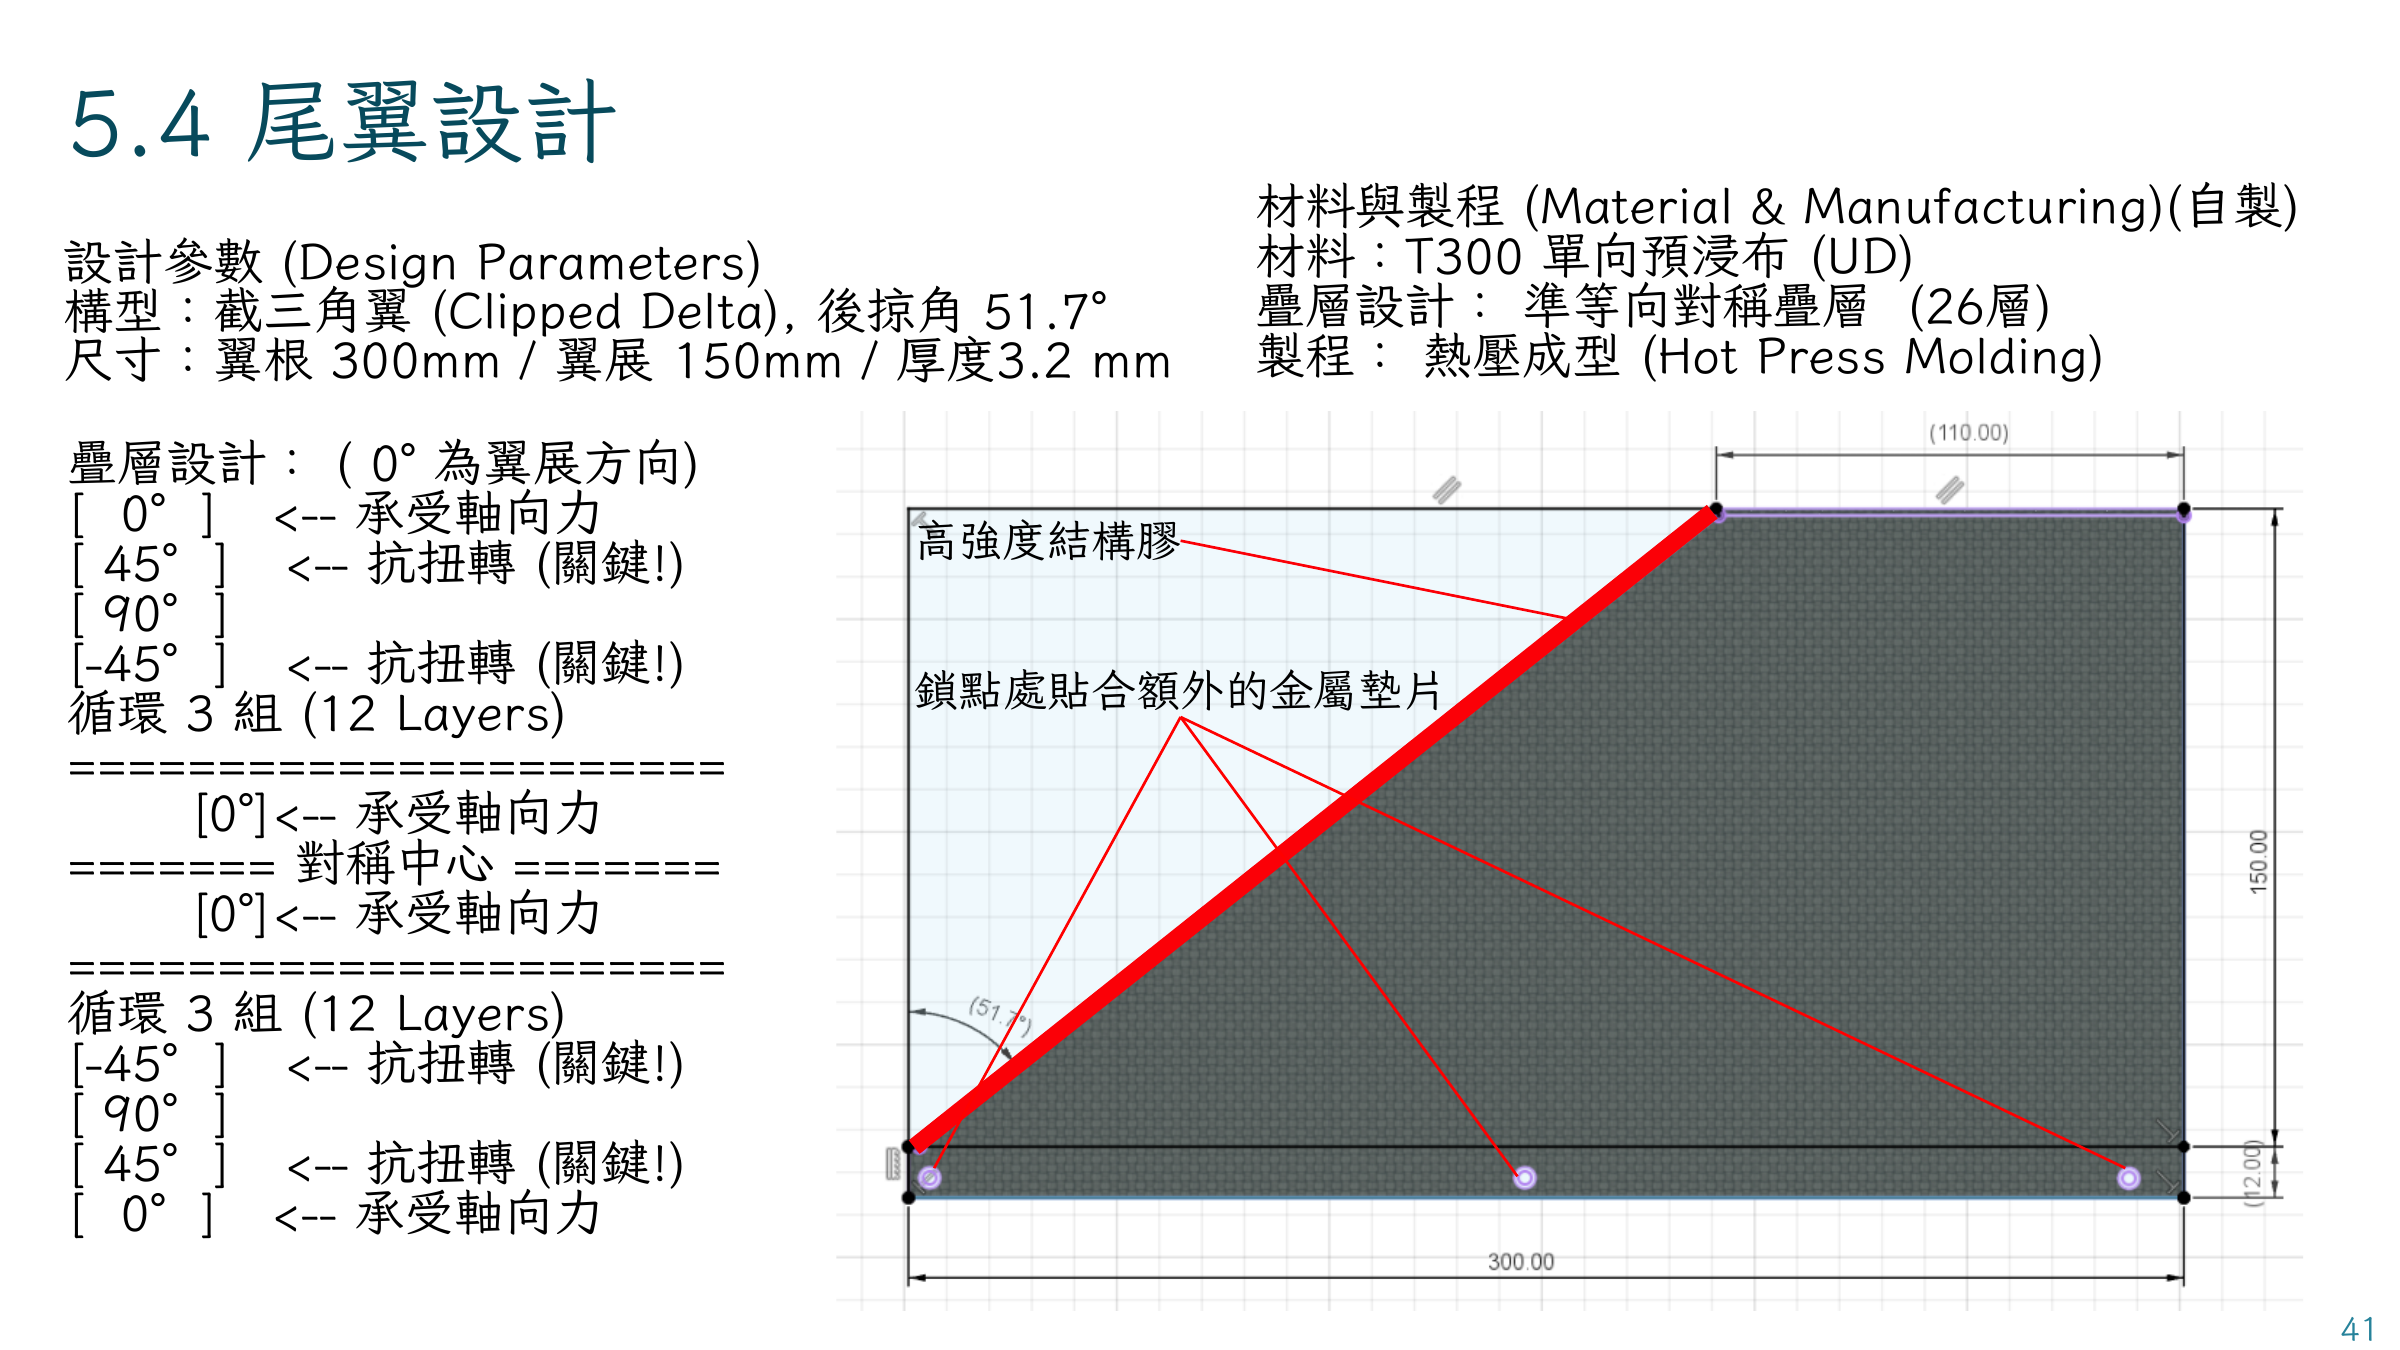 5.4 尾翼設計
設計參數 (Design Parameters)
構型：截三角翼 (Clipped Delta), 後掠角 51.7°
尺寸：翼根 300mm / 翼展 150mm / 厚度3.2 mm
材料與製程 (Material & Manufacturing)(自製)
材料：T300 單向預浸布 (UD)
疊層設計： 準等向對稱疊層 (26層)
製程： 熱壓成型 (Hot Press Molding)
疊層設計： ( 0° 為翼展方向)
[ 0° ] <-- 承受軸向力
[ 45° ] <-- 抗扭轉 (關鍵!)
[ 90° ]
[-45° ] <-- 抗扭轉 (關鍵!)
循環 3 組 (12 Layers)
======================
[0°]<-- 承受軸向力
======= 對稱中心 =======
[0°]<-- 承受軸向力
======================
循環 3 組 (12 Layers)
[-45° ] <-- 抗扭轉 (關鍵!)
[ 90° ]
[ 45° ] <-- 抗扭轉 (關鍵!)
[ 0° ] <-- 承受軸向力
(110.00)
高強度結構膠
鎖點處貼合額外的金屬墊片
150.00
(51.7°)
(12.00)
300.00
41